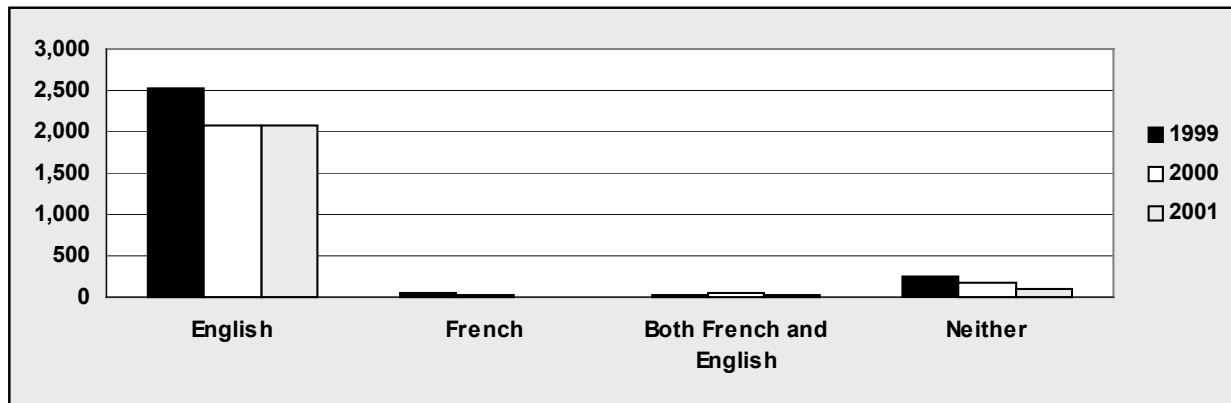 3,000
2,500
2,000
1,500
1,000
500
0
English
French
Both French and
English
Neither
1999
2000
2001